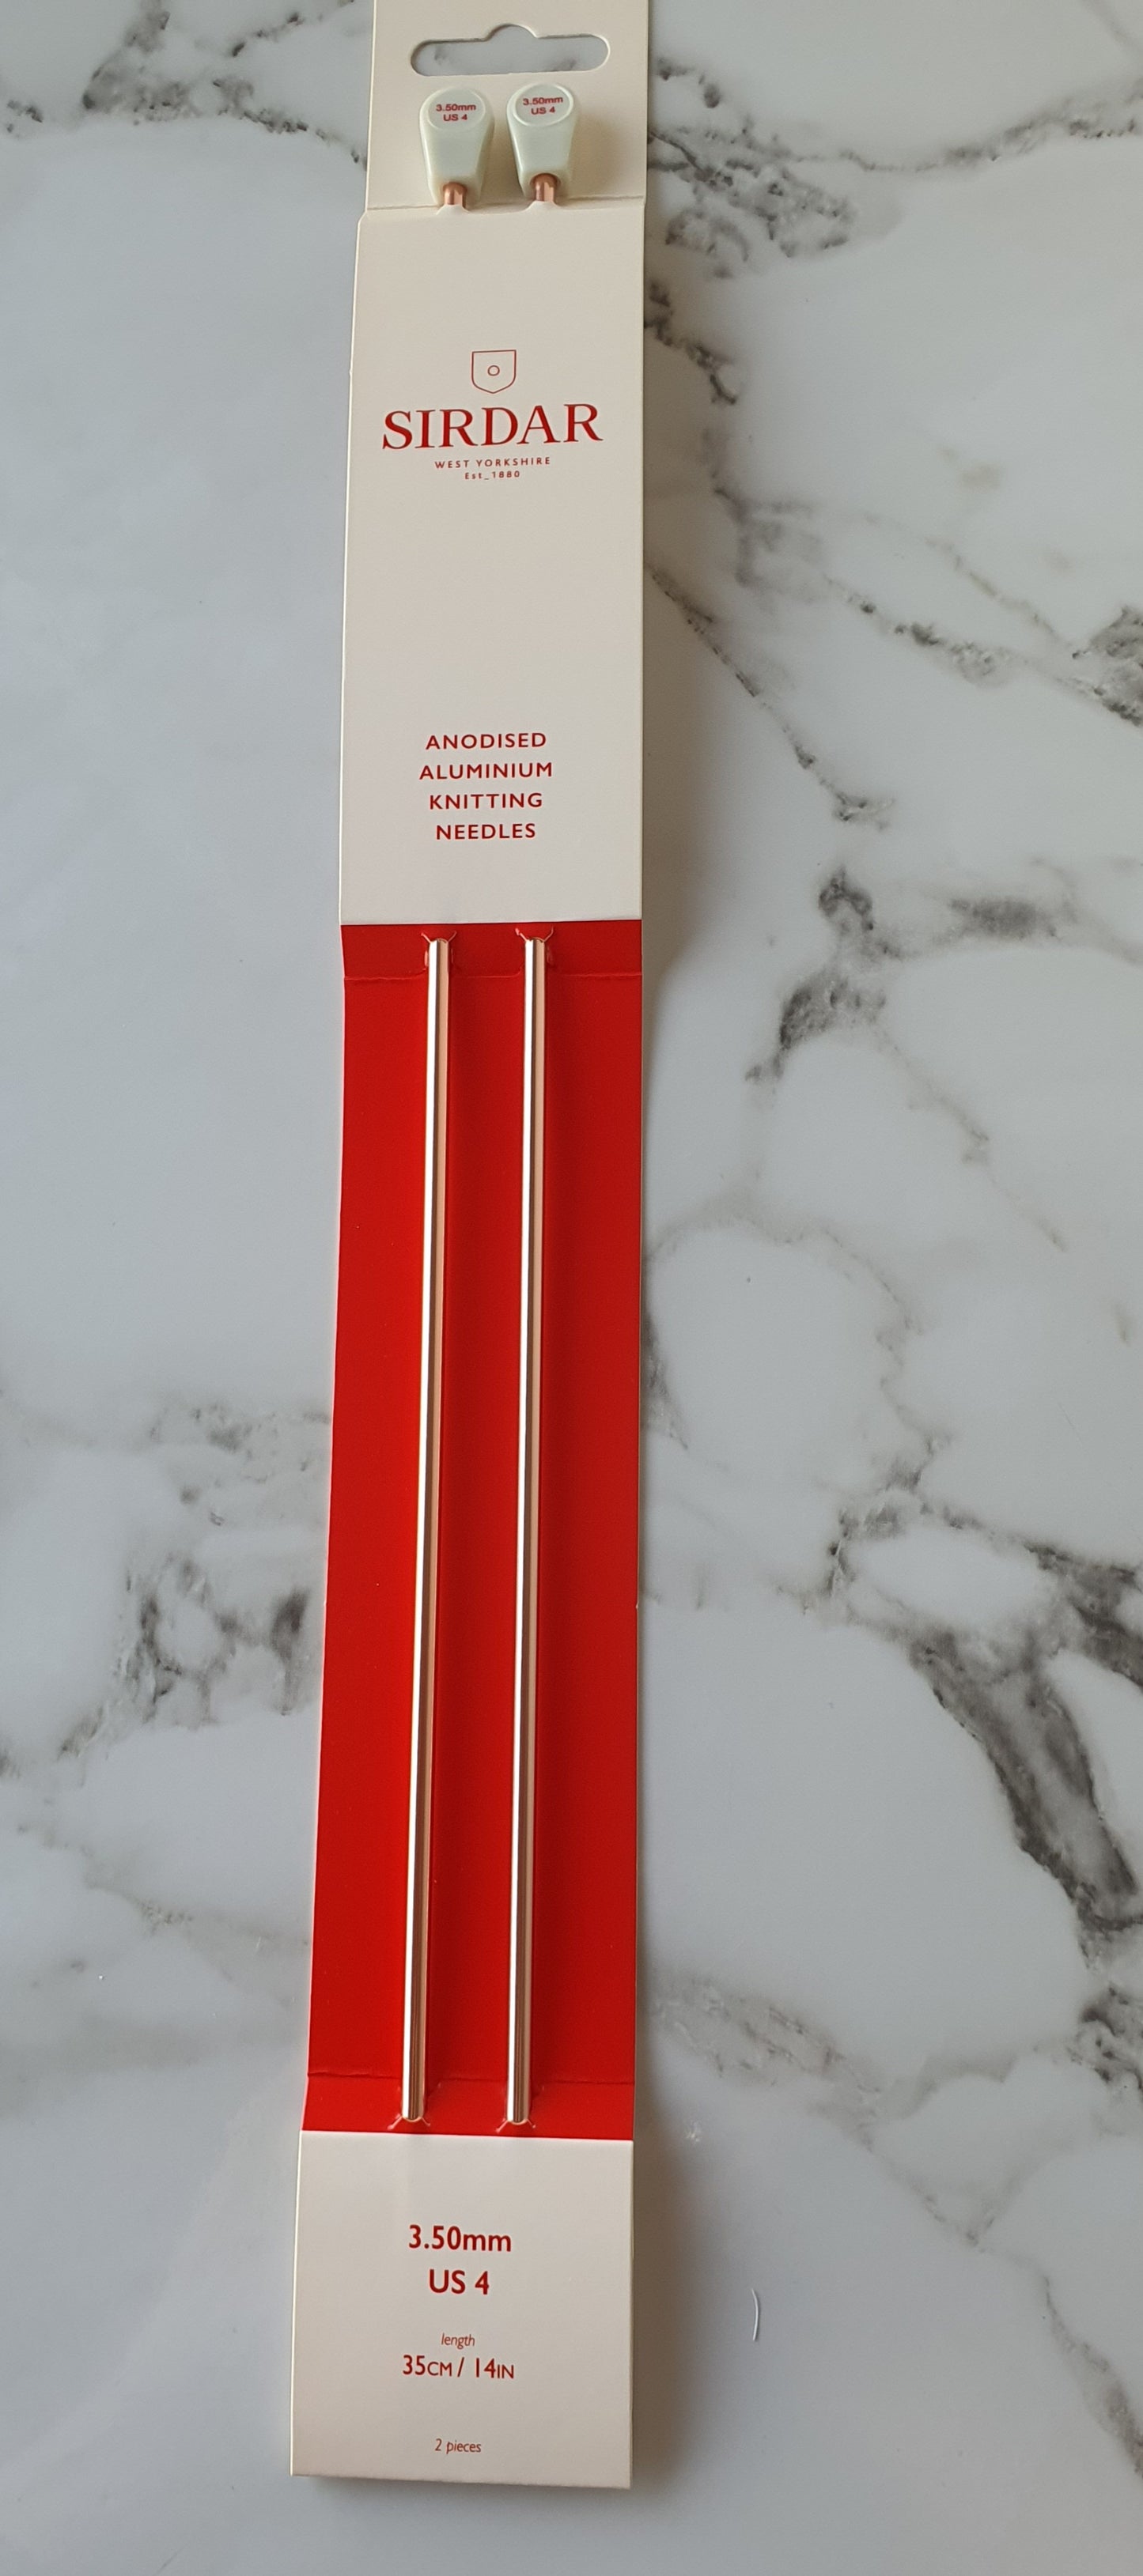 3.50mm
US 4
3.50mm
US 4
SIRDAR
WEST YORKSHIRE
Est_1880
ANODISED
ALUMINIUM
KNITTING
NEEDLES
3.50mm
US 4
length
35CM / 14IN
2 pieces